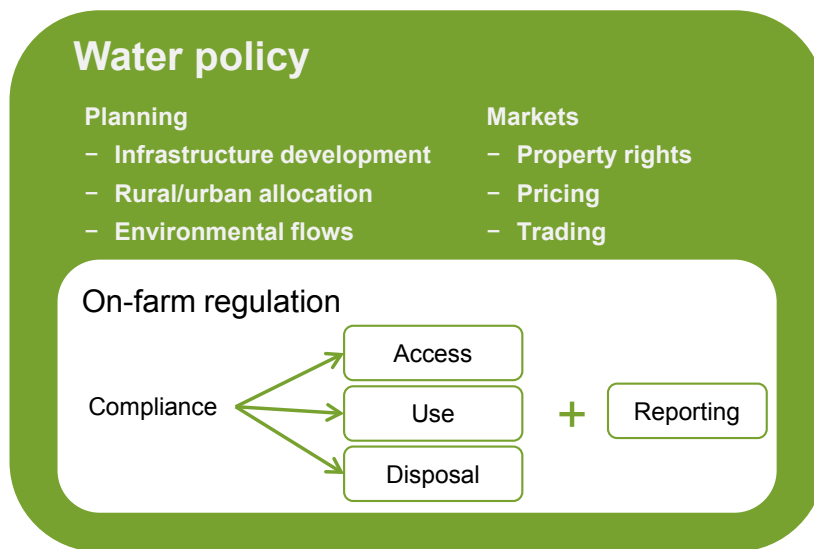 Water policy
Planning
− Infrastructure development
− Rural/urban allocation
− Environmental flows
Markets
− Property rights
− Pricing
− Trading
On-farm regulation
Compliance
Access
Use
Disposal
+
Reporting